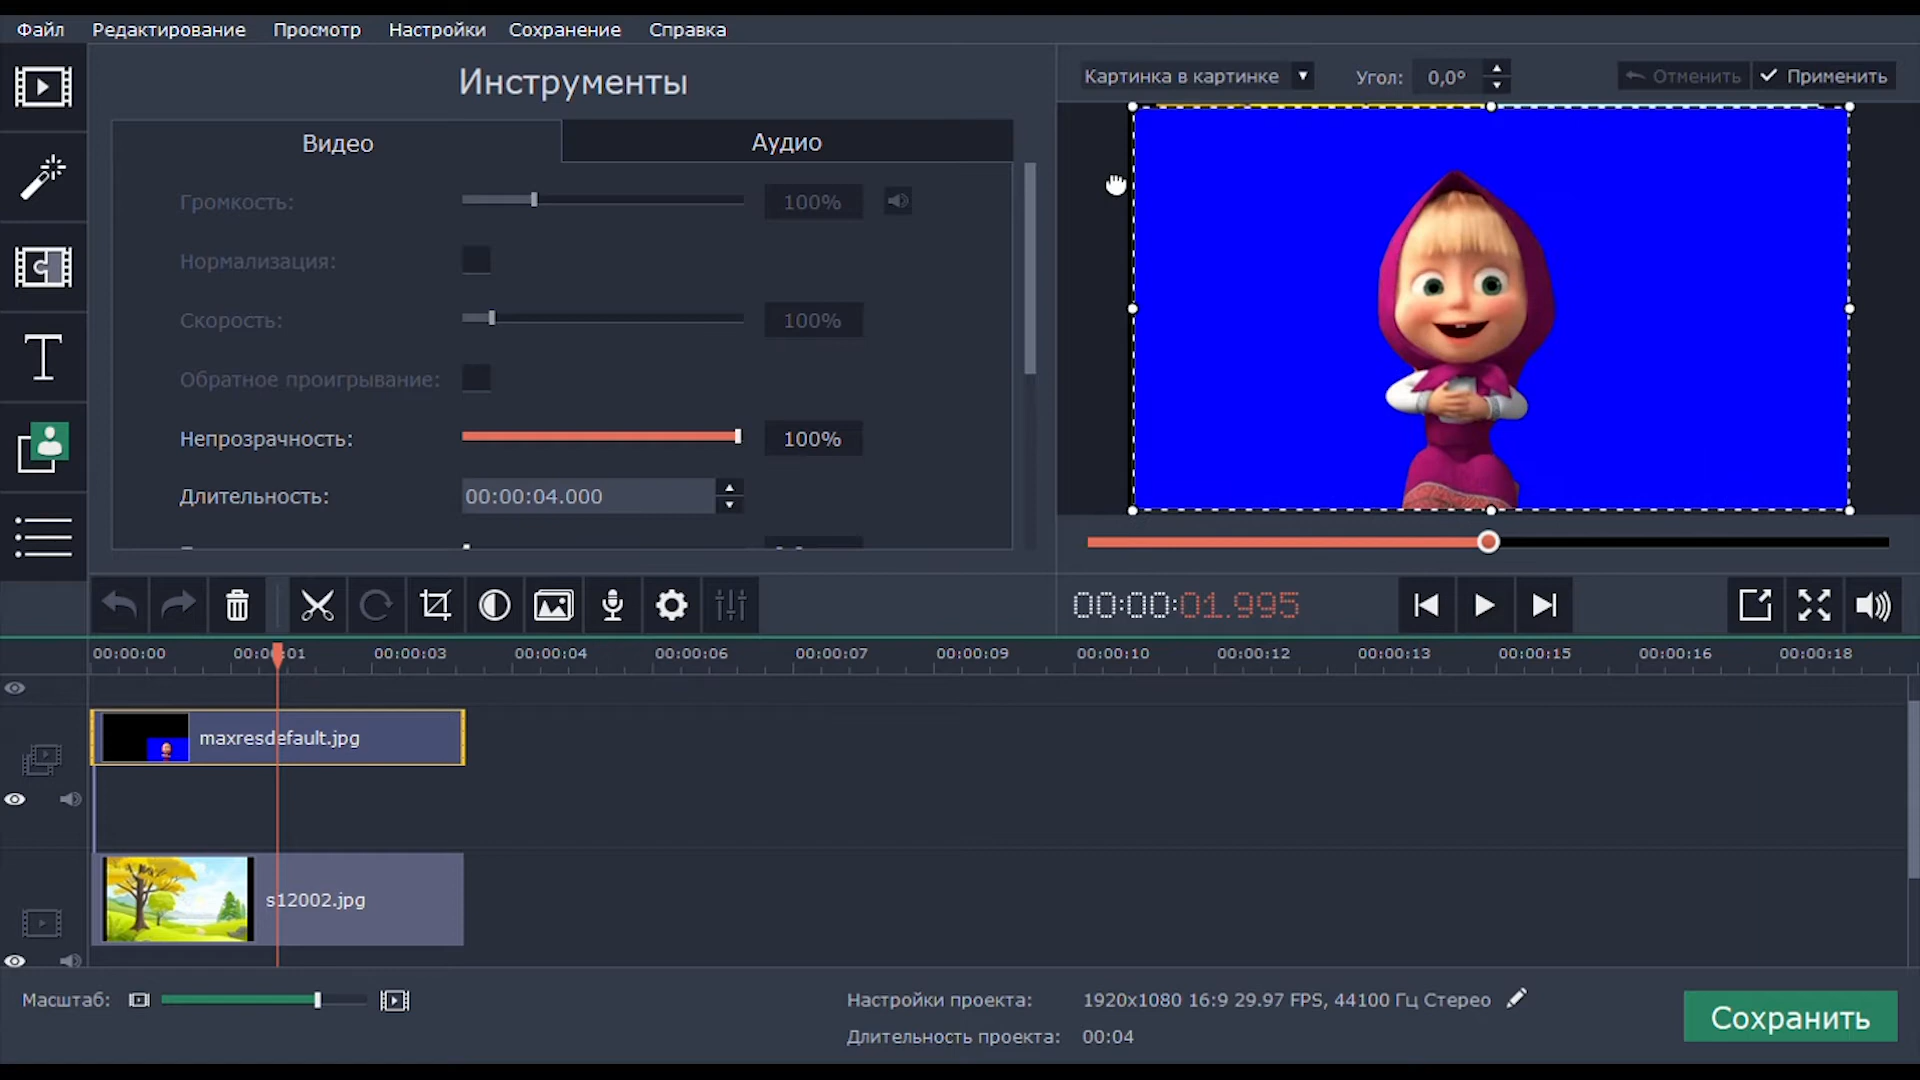 Файл Редактирование Просмотр Настройки Сохранение Справка
Инструменты
Видео Аудио
Громкость: 100%
Нормализация:
Скорость: 100%
Обратное проигрывание:
Непрозрачность: 100%
Длительность: 00:00:04.000
Картинка в картинке Угол: 0,0° Отменить Применить
00:00:01.995
00:00:00 00:00:01 00:00:03 00:00:04 00:00:06 00:00:07 00:00:09 00:00:10 00:00:12 00:00:13 00:00:15 00:00:16 00:00:18
maxresdefault.jpg
s12002.jpg
Масштаб:
Настройки проекта: 1920x1080 16:9 29.97 FPS, 44100 Гц Стерео
Длительность проекта: 00:04
Сохранить